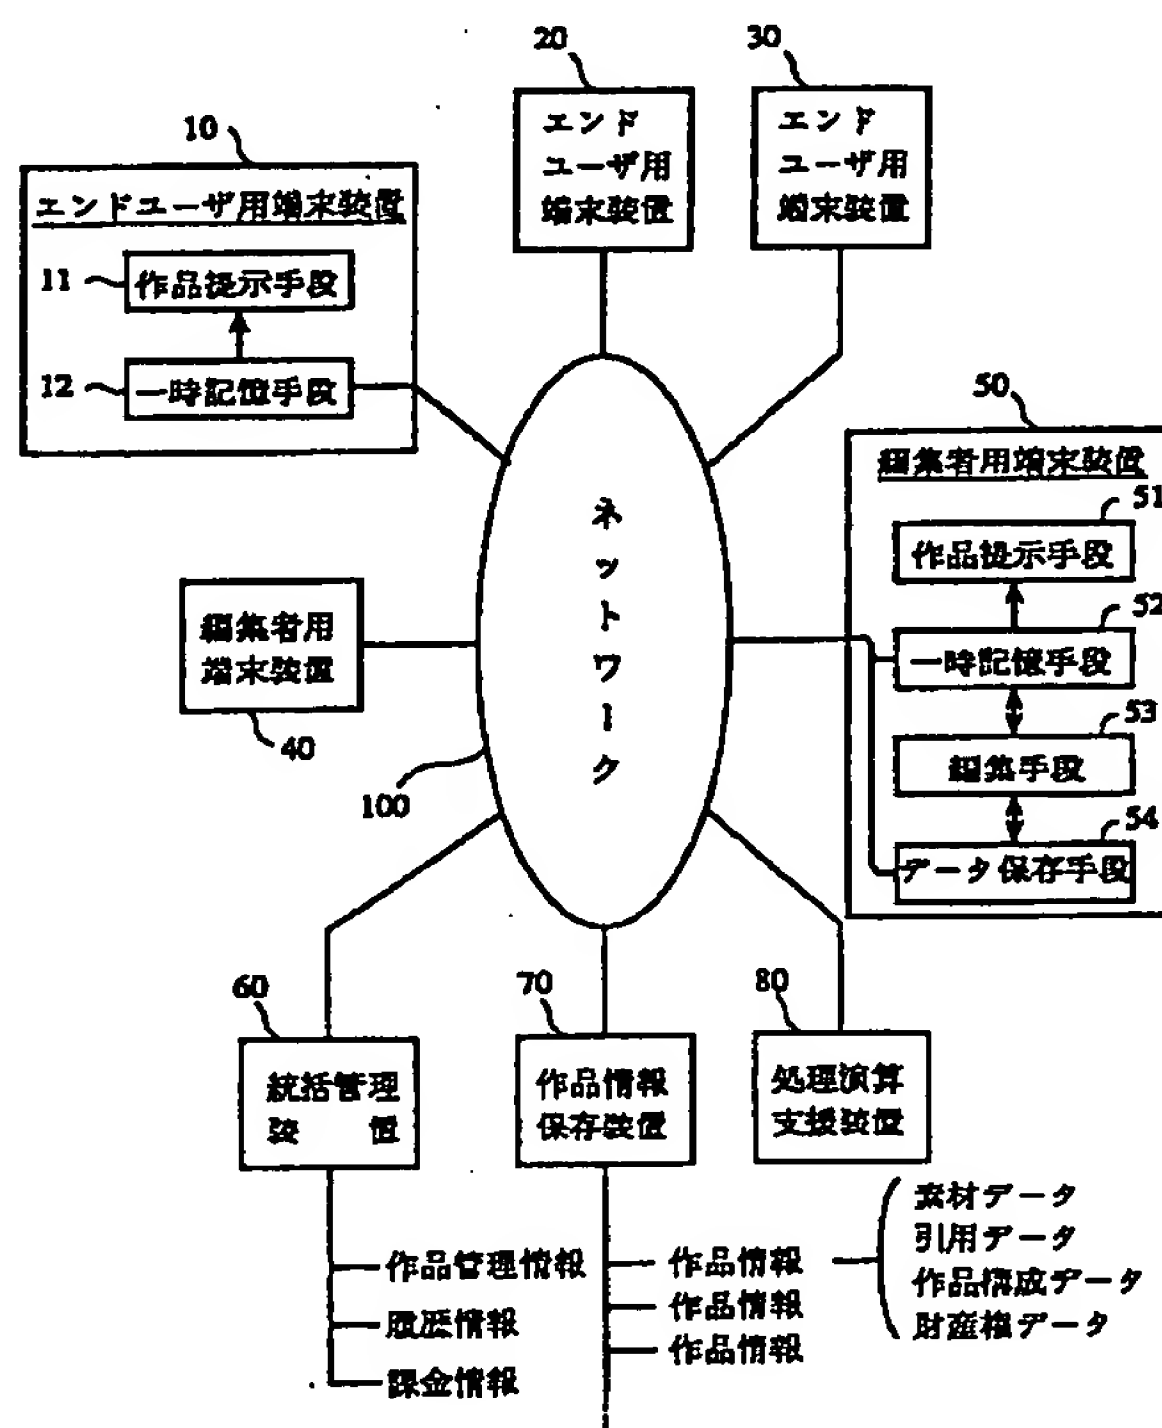 20
30
エンド
ユーザ用
端末装置
エンド
ユーザ用
端末装置
10
エンドユーザ用端末装置
11
作品提示手段
12
一時記憶手段
ネットワーク
100
編集者用
端末装置
40
50
編集者用端末装置
51
作品提示手段
52
一時記憶手段
53
編集手段
54
データ保存手段
60
統括管理
装置
70
作品情報
保存装置
80
処理演算
支援装置
作品管理情報
履歴情報
課金情報
作品情報
作品情報
作品情報
素材データ
引用データ
作品構成データ
財産権データ